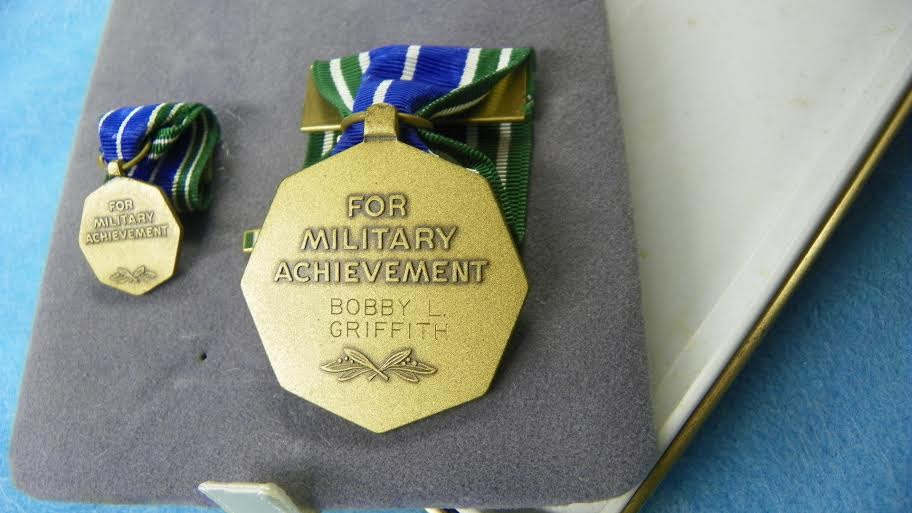 FOR
MILITARY
ACHIEVEMENT
FOR
MILITARY
ACHIEVEMENT
BOBBY L.
GRIFFITH